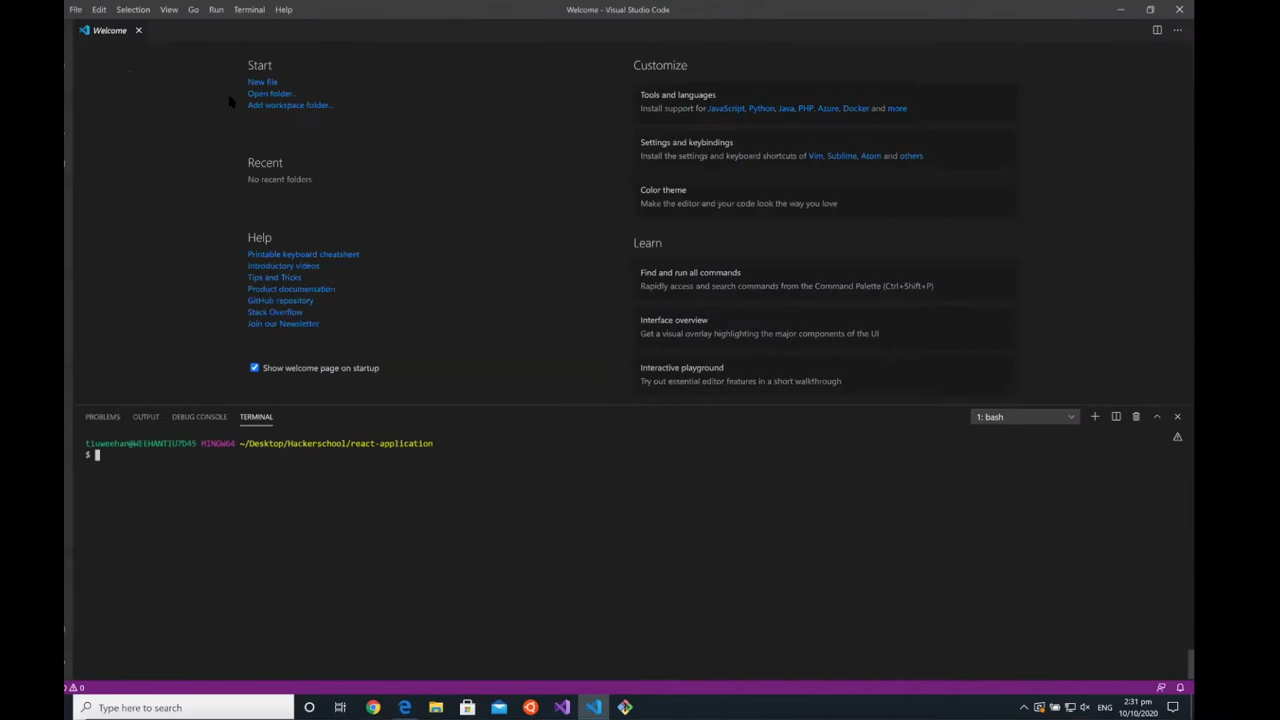 File Edit Selection View Go Run Terminal Help Welcome - Visual Studio Code
Welcome
Start
New file
Open folder...
Add workspace folder...
Recent
No recent folders
Help
Printable keyboard cheatsheet
Introductory videos
Tips and Tricks
Product documentation
GitHub repository
Stack Overflow
Join our Newsletter
Show welcome page on startup
Customize
Tools and languages
Install support for JavaScript, Python, Java, PHP, Azure, Docker and more
Settings and keybindings
Install the settings and keyboard shortcuts of Vim, Sublime, Atom and others
Color theme
Make the editor and your code look the way you love
Learn
Find and run all commands
Rapidly access and search commands from the Command Palette (Ctrl+Shift+P)
Interface overview
Get a visual overlay highlighting the major components of the UI
Interactive playground
Try out essential editor features in a short walkthrough
PROBLEMS OUTPUT DEBUG CONSOLE TERMINAL 1: bash
tiuweehan@WEEHANTIU7D45 MINGW64 ~/Desktop/Hackerschool/react-application
$
0 0
Type here to search
ENG
2:31 pm
10/10/2020